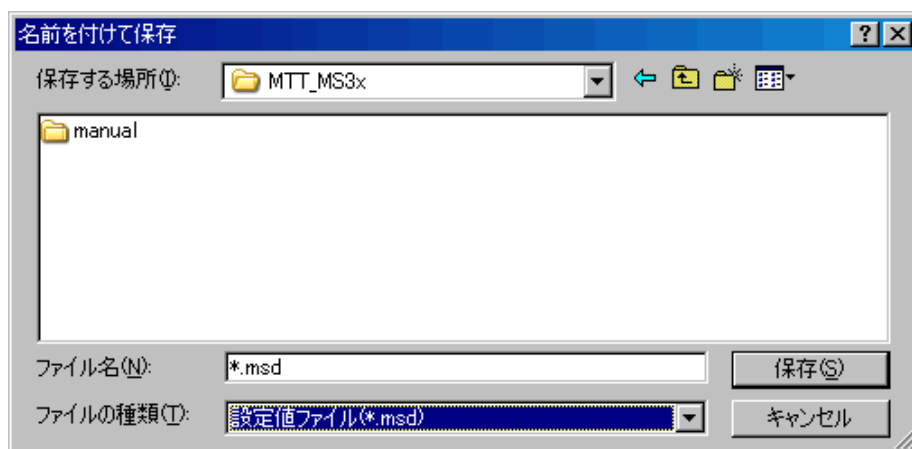 名前を付けて保存
保存する場所(I): MTT_MS3x
manual
ファイル名(N): *.msd 保存(S)
ファイルの種類(T): 設定値ファイル(*.msd) キャンセル